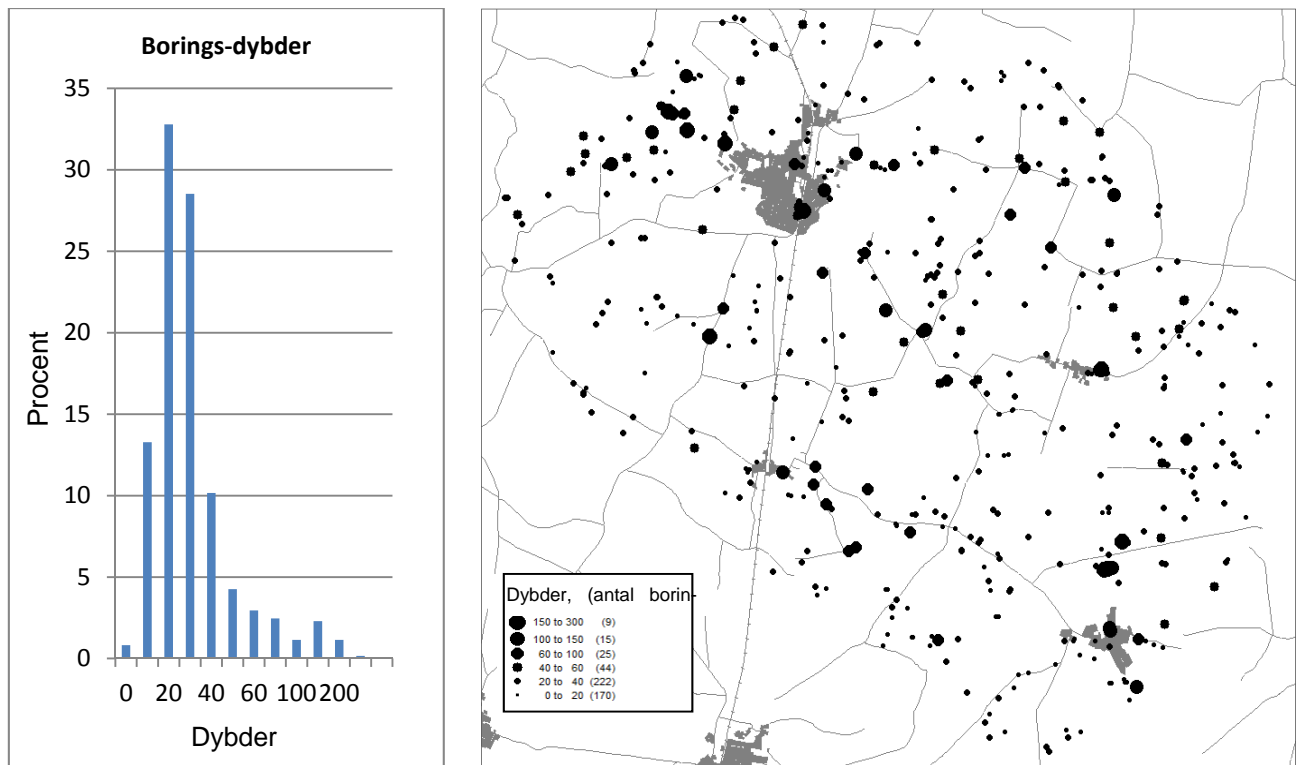 Borings-dybder
35
30
25
20
15
10
5
0
Procent
0 20 40 60 100 200
Dybder
Dybder, (antal borin-
150 to 300 (9)
100 to 150 (15)
60 to 100 (25)
40 to 60 (44)
20 to 40 (222)
0 to 20 (170)